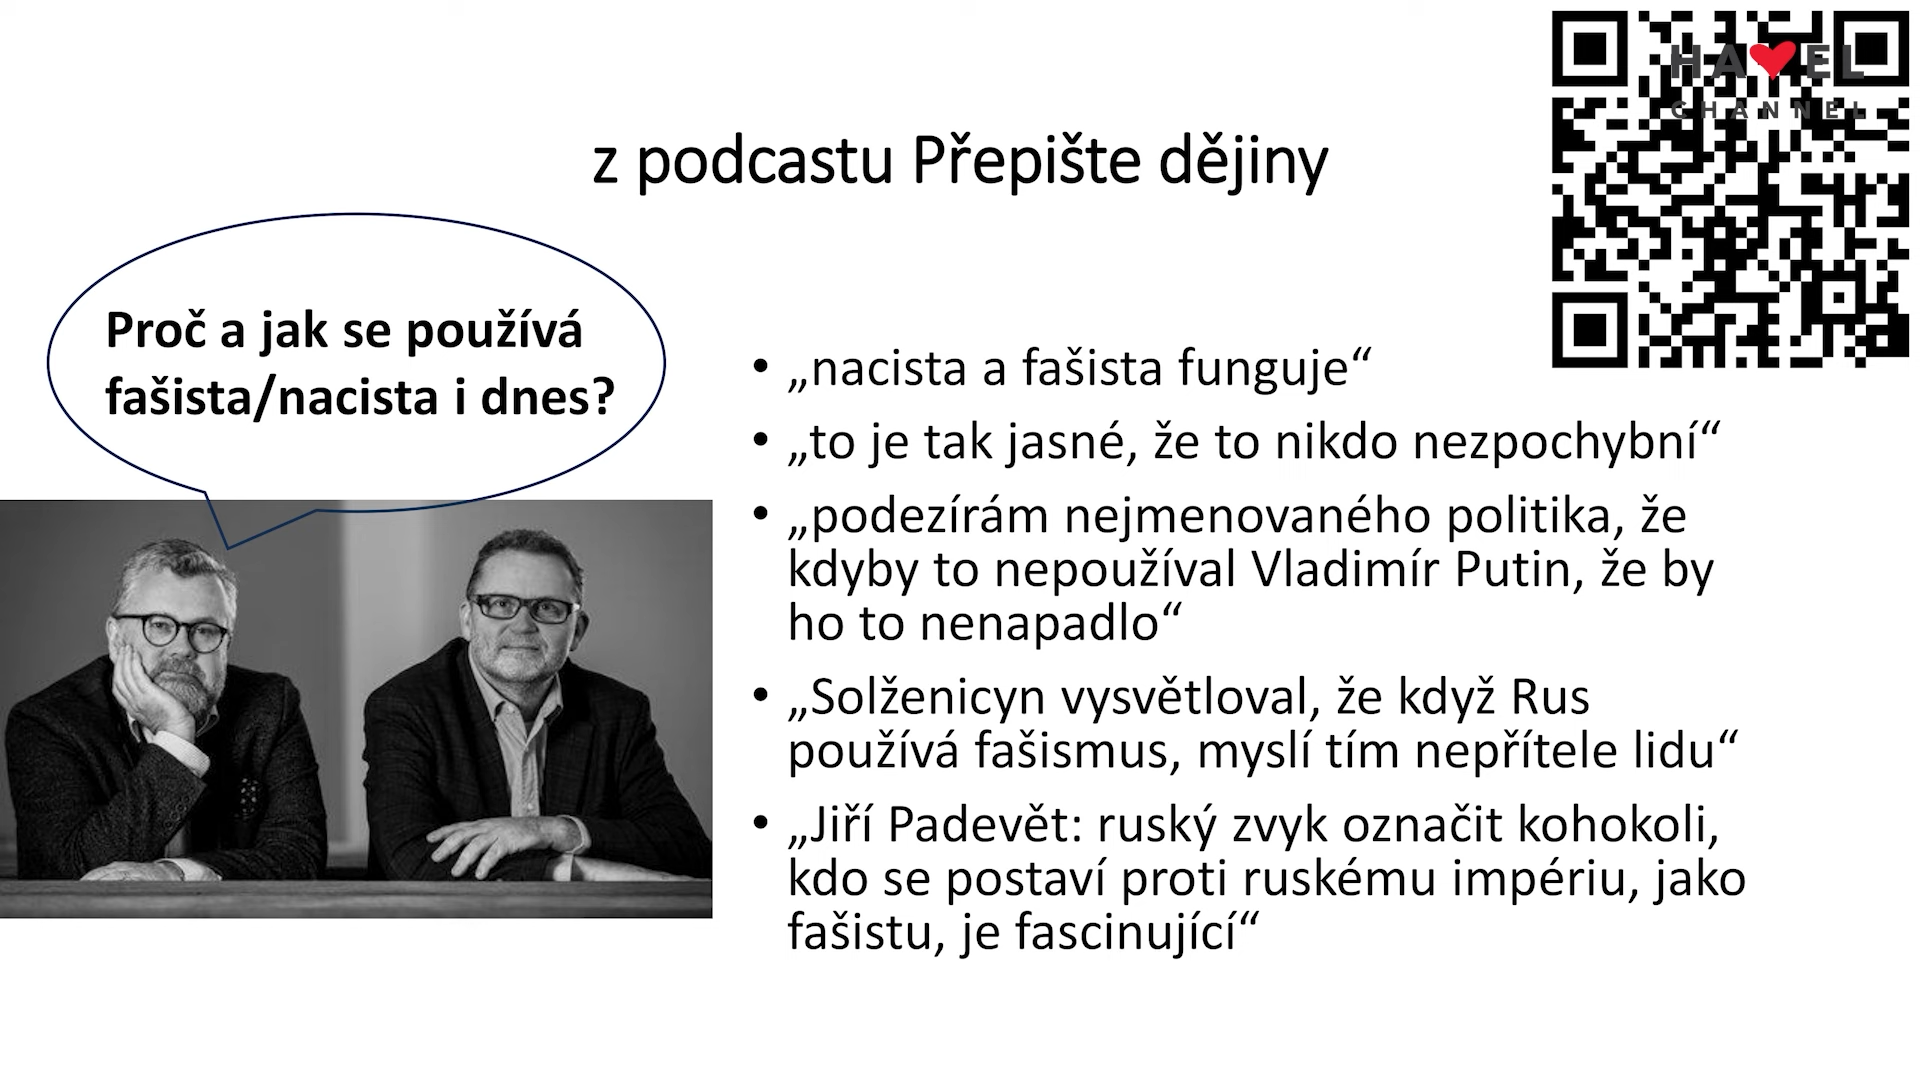 HAVEL
CHANNEL
z podcastu Přepište dějiny
Proč a jak se používá
fašista/nacista i dnes?
• „nacista a fašista funguje“
• „to je tak jasné, že to nikdo nezpochybní“
• „podezírám nejmenovaného politika, že
kdyby to nepoužíval Vladimír Putin, že by
ho to nenapadlo“
• „Solženicyn vysvětloval, že když Rus
používá fašismus, myslí tím nepřítele lidu“
• „Jiří Padevět: ruský zvyk označit kohokoli,
kdo se postaví proti ruskému impériu, jako
fašistu, je fascinující“